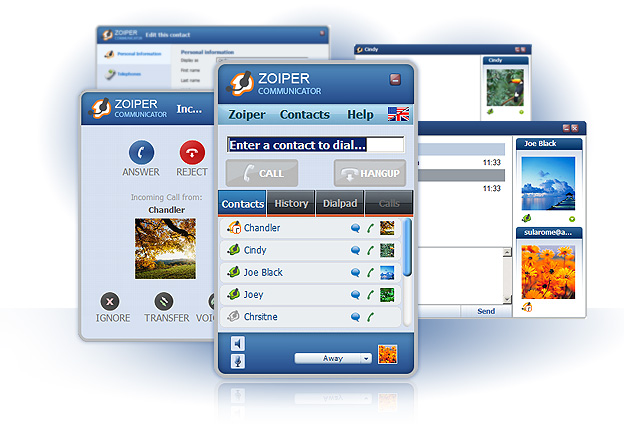 ZOIPER
COMMUNICATOR
Edit this contact
Personal Information
Telephones
Personal information
First name
Last name
Cindy
Cindy
ZOIPER
COMMUNICATOR
Inc...
ANSWER
REJECT
Incoming Call from:
Chandler
IGNORE
TRANSFER
ZOIPER
COMMUNICATOR
Zoiper
Contacts
Help
Enter a contact to dial...
CALL
HANGUP
Contacts
History
Dialpad
Calls
Chandler
Cindy
Joe Black
Joey
Chrsitne
Away
11:33
11:33
Send
Joe Black
sularome@a...